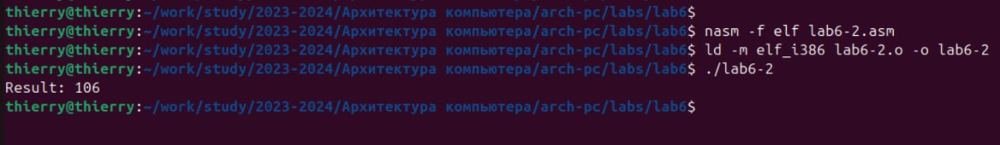 thierry@thierry:~/work/study/2023-2024/Архитектура компьютера/arch-pc/labs/lab6$
thierry@thierry:~/work/study/2023-2024/Архитектура компьютера/arch-pc/labs/lab6$ nasm -f elf lab6-2.asm
thierry@thierry:~/work/study/2023-2024/Архитектура компьютера/arch-pc/labs/lab6$ ld -m elf_i386 lab6-2.o -o lab6-2
thierry@thierry:~/work/study/2023-2024/Архитектура компьютера/arch-pc/labs/lab6$ ./lab6-2
Result: 106
thierry@thierry:~/work/study/2023-2024/Архитектура компьютера/arch-pc/labs/lab6$